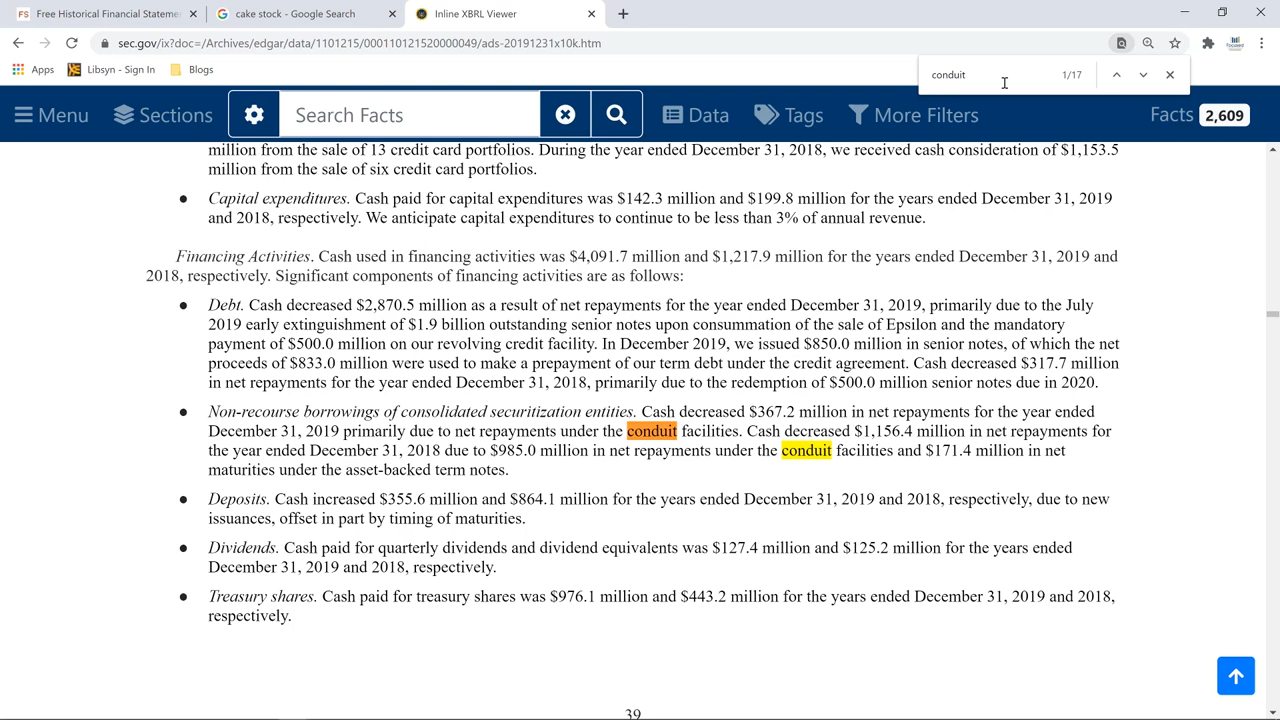 Free Historical Financial Stateme
cake stock - Google Search
Inline XBRL Viewer
sec.gov/ix?doc=/Archives/edgar/data/1101215/000110121520000049/ads-20191231x10k.htm
Apps
Libsyn - Sign In
Blogs
conduit
1/17
Menu
Sections
Search Facts
Data
Tags
More Filters
Facts 2,609
million from the sale of 13 credit card portfolios. During the year ended December 31, 2018, we received cash consideration of $1,153.5
million from the sale of six credit card portfolios.
● Capital expenditures. Cash paid for capital expenditures was $142.3 million and $199.8 million for the years ended December 31, 2019
and 2018, respectively. We anticipate capital expenditures to continue to be less than 3% of annual revenue.
Financing Activities. Cash used in financing activities was $4,091.7 million and $1,217.9 million for the years ended December 31, 2019 and
2018, respectively. Significant components of financing activities are as follows:
● Debt. Cash decreased $2,870.5 million as a result of net repayments for the year ended December 31, 2019, primarily due to the July
2019 early extinguishment of $1.9 billion outstanding senior notes upon consummation of the sale of Epsilon and the mandatory
payment of $500.0 million on our revolving credit facility. In December 2019, we issued $850.0 million in senior notes, of which the net
proceeds of $833.0 million were used to make a prepayment of our term debt under the credit agreement. Cash decreased $317.7 million
in net repayments for the year ended December 31, 2018, primarily due to the redemption of $500.0 million senior notes due in 2020.
● Non-recourse borrowings of consolidated securitization entities. Cash decreased $367.2 million in net repayments for the year ended
December 31, 2019 primarily due to net repayments under the conduit facilities. Cash decreased $1,156.4 million in net repayments for
the year ended December 31, 2018 due to $985.0 million in net repayments under the conduit facilities and $171.4 million in net
maturities under the asset-backed term notes.
● Deposits. Cash increased $355.6 million and $864.1 million for the years ended December 31, 2019 and 2018, respectively, due to new
issuances, offset in part by timing of maturities.
● Dividends. Cash paid for quarterly dividends and dividend equivalents was $127.4 million and $125.2 million for the years ended
December 31, 2019 and 2018, respectively.
● Treasury shares. Cash paid for treasury shares was $976.1 million and $443.2 million for the years ended December 31, 2019 and 2018,
respectively.
39